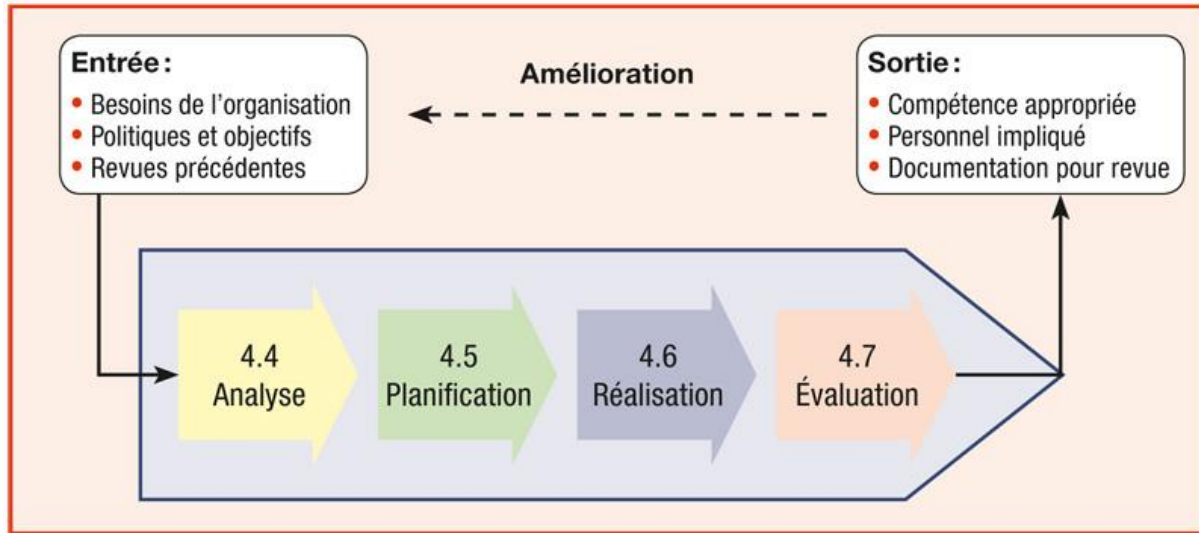 Entrée :
• Besoins de l'organisation
• Politiques et objectifs
• Revues précédentes
Amélioration
Sortie :
• Compétence appropriée
• Personnel impliqué
• Documentation pour revue
4.4
Analyse
4.5
Planification
4.6
Réalisation
4.7
Évaluation